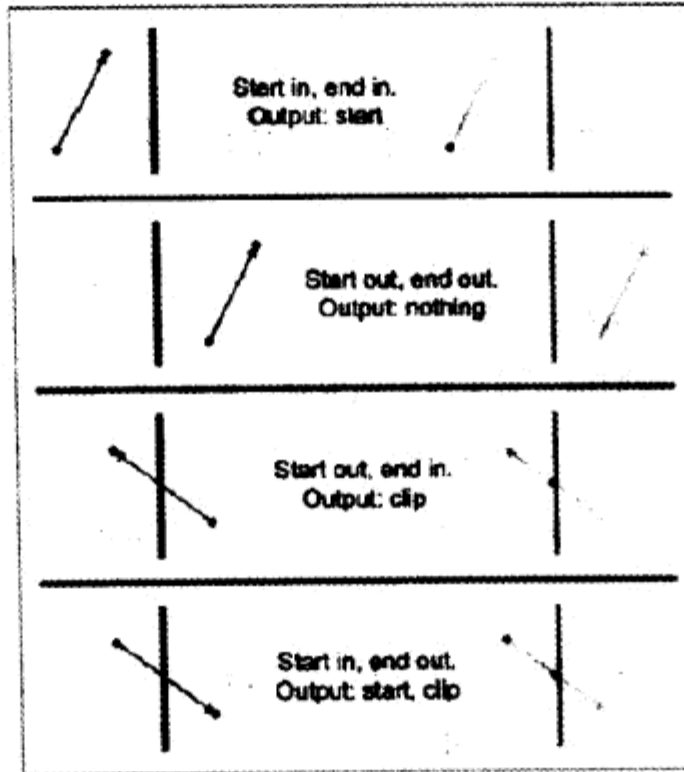 Start in, end in.
Output: start
Start out, end out.
Output: nothing
Start out, end in.
Output: clip
Start in, end out.
Output: start, clip